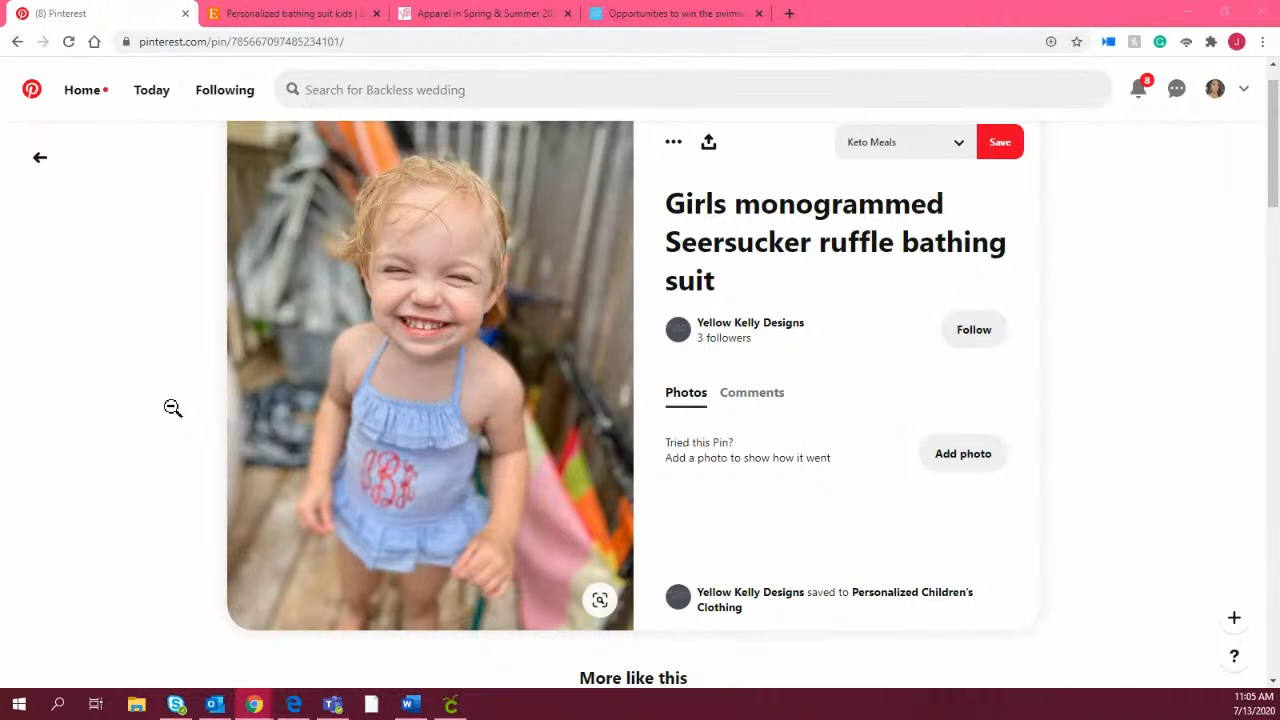 (8) Pinterest
Personalized bathing suit kids |
Apparel in Spring & Summer 20
Opportunities to win the swimw
pinterest.com/pin/785667097485234101/
J
Home
Today
Following
Search for Backless wedding
8
Keto Meals
Save
Girls monogrammed
Seersucker ruffle bathing
suit
Yellow Kelly Designs
3 followers
Follow
Photos
Comments
Tried this Pin?
Add a photo to show how it went
Add photo
Yellow Kelly Designs saved to Personalized Children's
Clothing
?
More like this
11:05 AM
7/13/2020